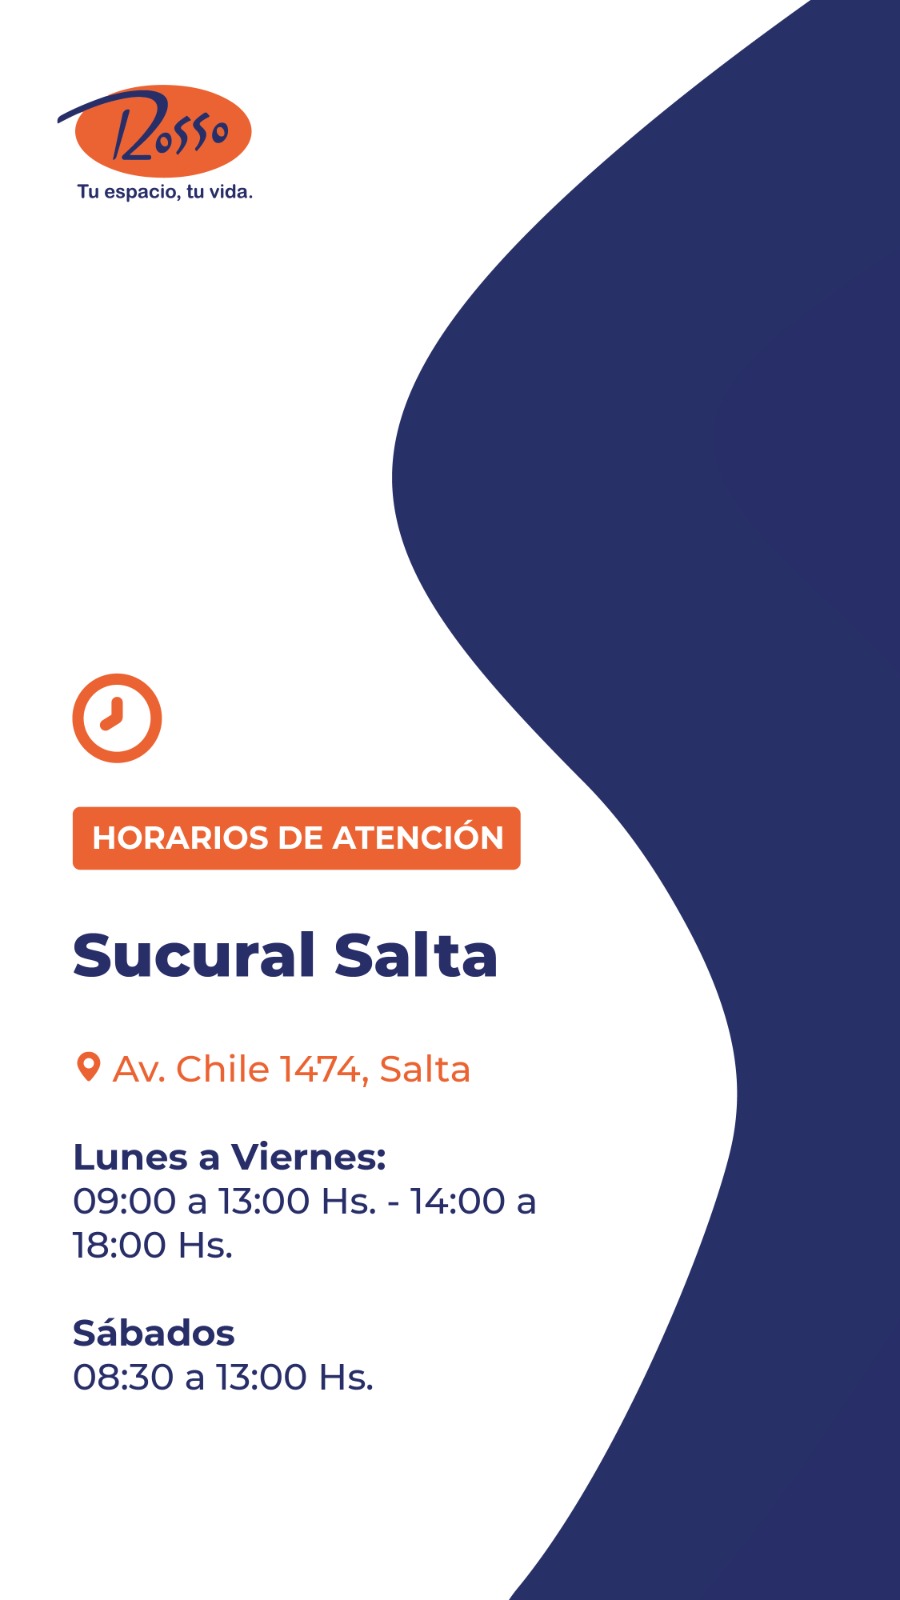 Rosso
Tu espacio, tu vida.
HORARIOS DE ATENCIÓN
Sucural Salta
Av. Chile 1474, Salta
Lunes a Viernes:
09:00 a 13:00 Hs. - 14:00 a
18:00 Hs.
Sábados
08:30 a 13:00 Hs.